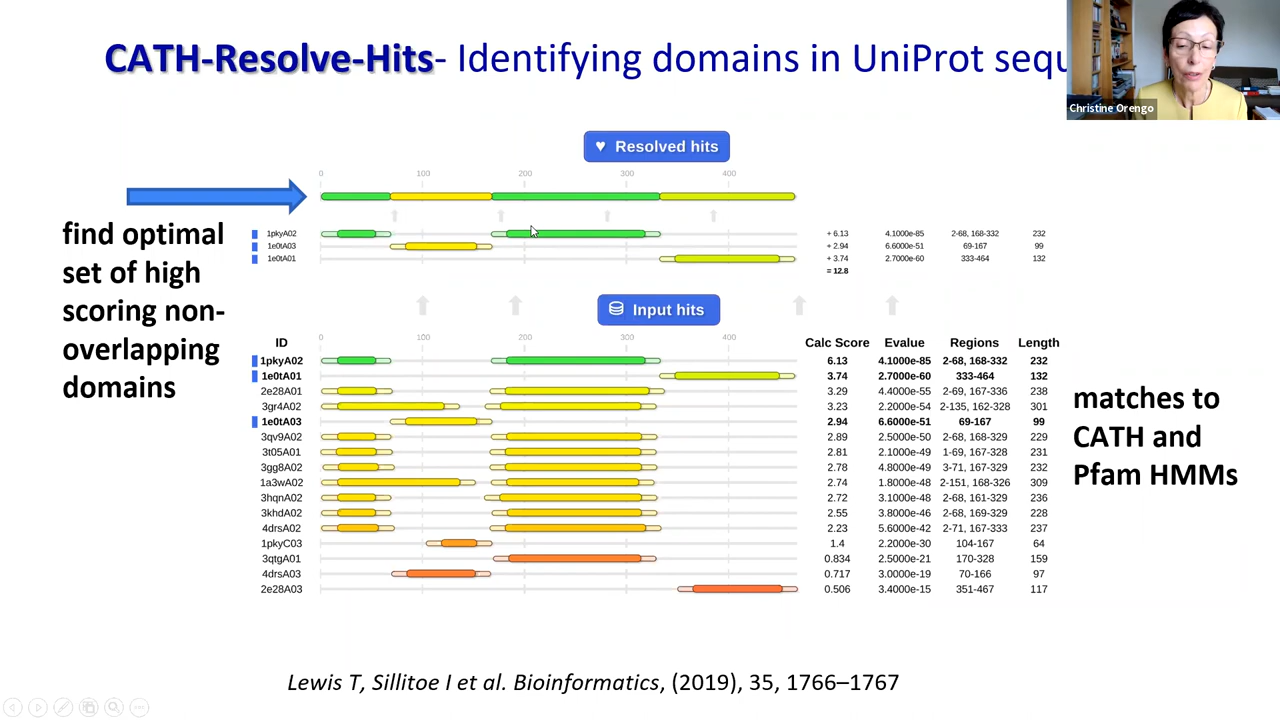 CATH-Resolve-Hits- Identifying domains in UniProt sequ
Christine Orengo
Resolved hits
0 100 200 300 400
find optimal
set of high
scoring non-
overlapping
domains
1pkyA02 + 6.13 4.1000e-85 2-68, 168-332 232
1e0tA03 + 2.94 6.6000e-51 69-167 99
1e0tA01 + 3.74 2.7000e-60 333-464 132
= 12.8
Input hits
ID 0 100 200 300 400 Calc Score Evalue Regions Length
1pkyA02 6.13 4.1000e-85 2-68, 168-332 232
1e0tA01 3.74 2.7000e-60 333-464 132
2e28A01 3.29 4.4000e-55 2-69, 167-336 238
3gr4A02 3.23 2.2000e-54 2-135, 162-328 301
1e0tA03 2.94 6.6000e-51 69-167 99
3qv9A02 2.89 2.5000e-50 2-68, 168-329 229
3t05A01 2.81 2.1000e-49 1-69, 167-328 231
3gg8A02 2.78 4.8000e-49 3-71, 167-329 232
1a3wA02 2.74 1.8000e-48 2-151, 168-326 309
3hqnA02 2.72 3.1000e-48 2-68, 161-329 236
3khdA02 2.55 3.8000e-46 2-68, 169-329 228
4drsA02 2.23 5.6000e-42 2-71, 167-333 237
1pkyC03 1.4 2.2000e-30 104-167 64
3qtgA01 0.834 2.5000e-21 170-328 159
4drsA03 0.717 3.0000e-19 70-166 97
2e28A03 0.506 3.4000e-15 351-467 117
matches to
CATH and
Pfam HMMs
Lewis T, Sillitoe I et al. Bioinformatics, (2019), 35, 1766–1767